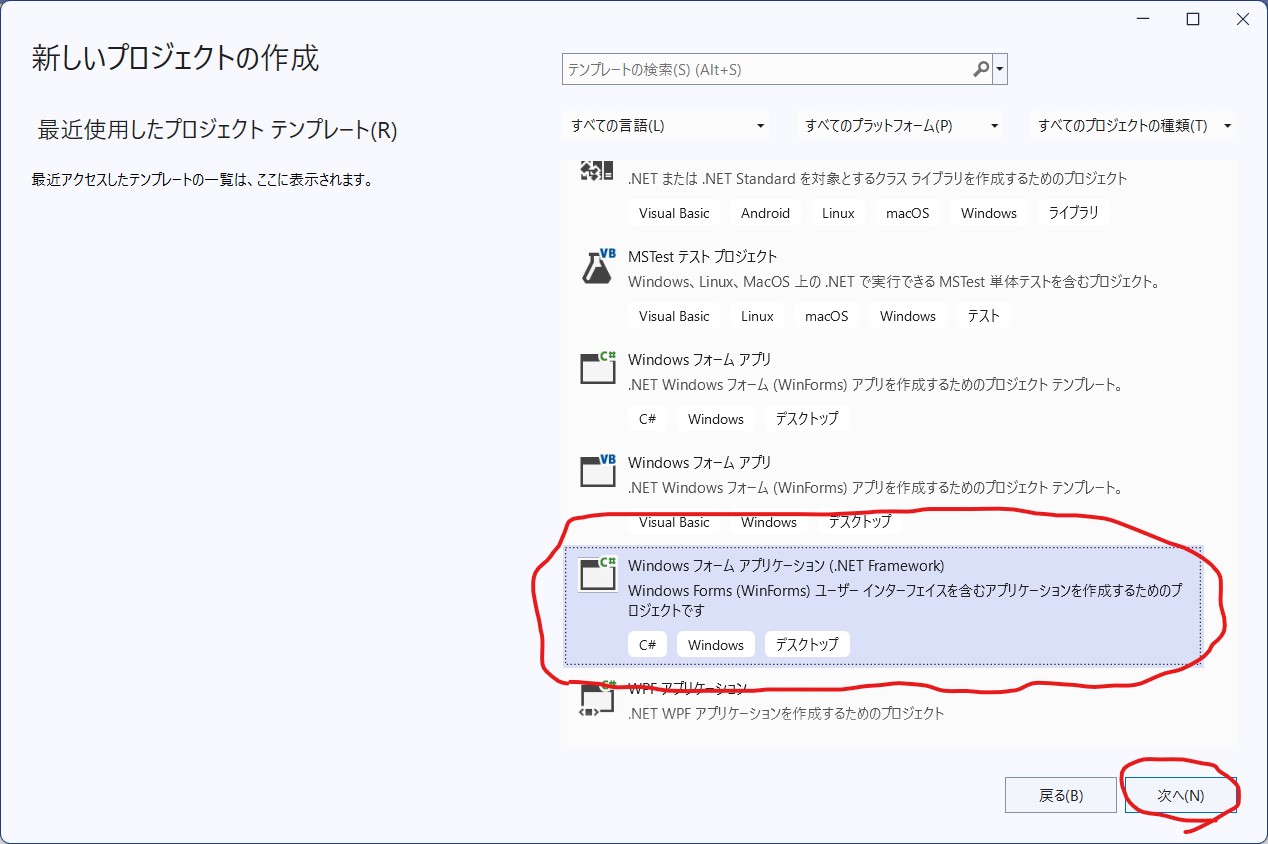 新しいプロジェクトの作成
最近使用したプロジェクト テンプレート(R)
最近アクセスしたテンプレートの一覧は、ここに表示されます。
テンプレートの検索(S) (Alt+S)
すべての言語(L)
すべてのプラットフォーム(P)
すべてのプロジェクトの種類(T)
.NET または .NET Standard を対象とするクラス ライブラリを作成するためのプロジェクト
Visual Basic Android Linux macOS Windows ライブラリ
VB
MSTest テスト プロジェクト
Windows、Linux、MacOS 上の .NET で実行できる MSTest 単体テストを含むプロジェクト。
Visual Basic Linux macOS Windows テスト
C#
Windows フォーム アプリ
.NET Windows フォーム (WinForms) アプリを作成するためのプロジェクト テンプレート。
C# Windows デスクトップ
VB
Windows フォーム アプリ
.NET Windows フォーム (WinForms) アプリを作成するためのプロジェクト テンプレート。
Visual Basic Windows デスクトップ
C#
Windows フォーム アプリケーション (.NET Framework)
Windows Forms (WinForms) ユーザー インターフェイスを含むアプリケーションを作成するためのプ
ロジェクトです
C# Windows デスクトップ
C#
WPF アプリケーション
.NET WPF アプリケーションを作成するためのプロジェクト
戻る(B)
次へ(N)